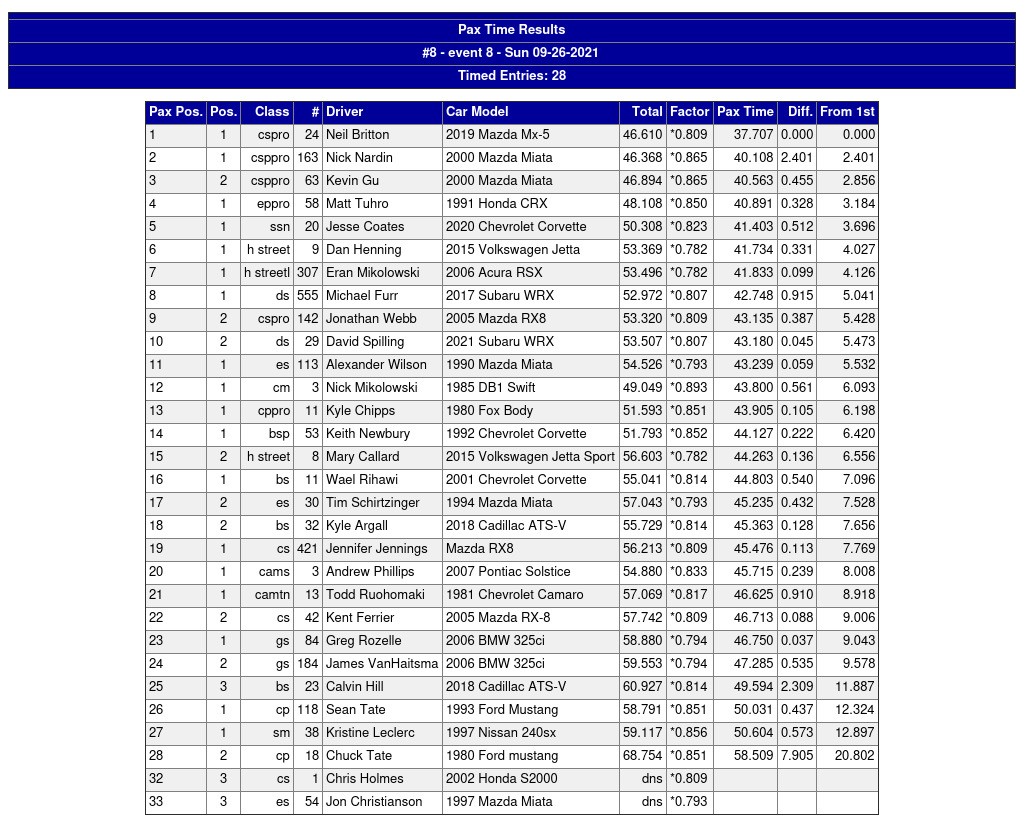 Pax Time Results
#8 - event 8 - Sun 09-26-2021
Timed Entries: 28
Pax Pos. Pos. Class # Driver Car Model Total Factor Pax Time Diff. From 1st
1 1 cspro 24 Neil Britton 2019 Mazda Mx-5 46.610 *0.809 37.707 0.000 0.000
2 1 csppro 163 Nick Nardin 2000 Mazda Miata 46.368 *0.865 40.108 2.401 2.401
3 2 csppro 63 Kevin Gu 2000 Mazda Miata 46.894 *0.865 40.563 0.455 2.856
4 1 eppro 58 Matt Tuhro 1991 Honda CRX 48.108 *0.850 40.891 0.328 3.184
5 1 ssn 20 Jesse Coates 2020 Chevrolet Corvette 50.308 *0.823 41.403 0.512 3.696
6 1 h street 9 Dan Henning 2015 Volkswagen Jetta 53.369 *0.782 41.734 0.331 4.027
7 1 h streetl 307 Eran Mikolowski 2006 Acura RSX 53.496 *0.782 41.833 0.099 4.126
8 1 ds 555 Michael Furr 2017 Subaru WRX 52.972 *0.807 42.748 0.915 5.041
9 2 cspro 142 Jonathan Webb 2005 Mazda RX8 53.320 *0.809 43.135 0.387 5.428
10 2 ds 29 David Spilling 2021 Subaru WRX 53.507 *0.807 43.180 0.045 5.473
11 1 es 113 Alexander Wilson 1990 Mazda Miata 54.526 *0.793 43.239 0.059 5.532
12 1 cm 3 Nick Mikolowski 1985 DB1 Swift 49.049 *0.893 43.800 0.561 6.093
13 1 cppro 11 Kyle Chipps 1980 Fox Body 51.593 *0.851 43.905 0.105 6.198
14 1 bsp 53 Keith Newbury 1992 Chevrolet Corvette 51.793 *0.852 44.127 0.222 6.420
15 2 h street 8 Mary Callard 2015 Volkswagen Jetta Sport 56.603 *0.782 44.263 0.136 6.556
16 1 bs 11 Wael Rihawi 2001 Chevrolet Corvette 55.041 *0.814 44.803 0.540 7.096
17 2 es 30 Tim Schirtzinger 1994 Mazda Miata 57.043 *0.793 45.235 0.432 7.528
18 2 bs 32 Kyle Argall 2018 Cadillac ATS-V 55.729 *0.814 45.363 0.128 7.656
19 1 cs 421 Jennifer Jennings Mazda RX8 56.213 *0.809 45.476 0.113 7.769
20 1 cams 3 Andrew Phillips 2007 Pontiac Solstice 54.880 *0.833 45.715 0.239 8.008
21 1 camtn 13 Todd Ruohomaki 1981 Chevrolet Camaro 57.069 *0.817 46.625 0.910 8.918
22 2 cs 42 Kent Ferrier 2005 Mazda RX-8 57.742 *0.809 46.713 0.088 9.006
23 1 gs 84 Greg Rozelle 2006 BMW 325ci 58.880 *0.794 46.750 0.037 9.043
24 2 gs 184 James VanHaitsma 2006 BMW 325ci 59.553 *0.794 47.285 0.535 9.578
25 3 bs 23 Calvin Hill 2018 Cadillac ATS-V 60.927 *0.814 49.594 2.309 11.887
26 1 cp 118 Sean Tate 1993 Ford Mustang 58.791 *0.851 50.031 0.437 12.324
27 1 sm 38 Kristine Leclerc 1997 Nissan 240sx 59.117 *0.856 50.604 0.573 12.897
28 2 cp 18 Chuck Tate 1980 Ford mustang 68.754 *0.851 58.509 7.905 20.802
32 3 cs 1 Chris Holmes 2002 Honda S2000 dns *0.809
33 3 es 54 Jon Christianson 1997 Mazda Miata dns *0.793